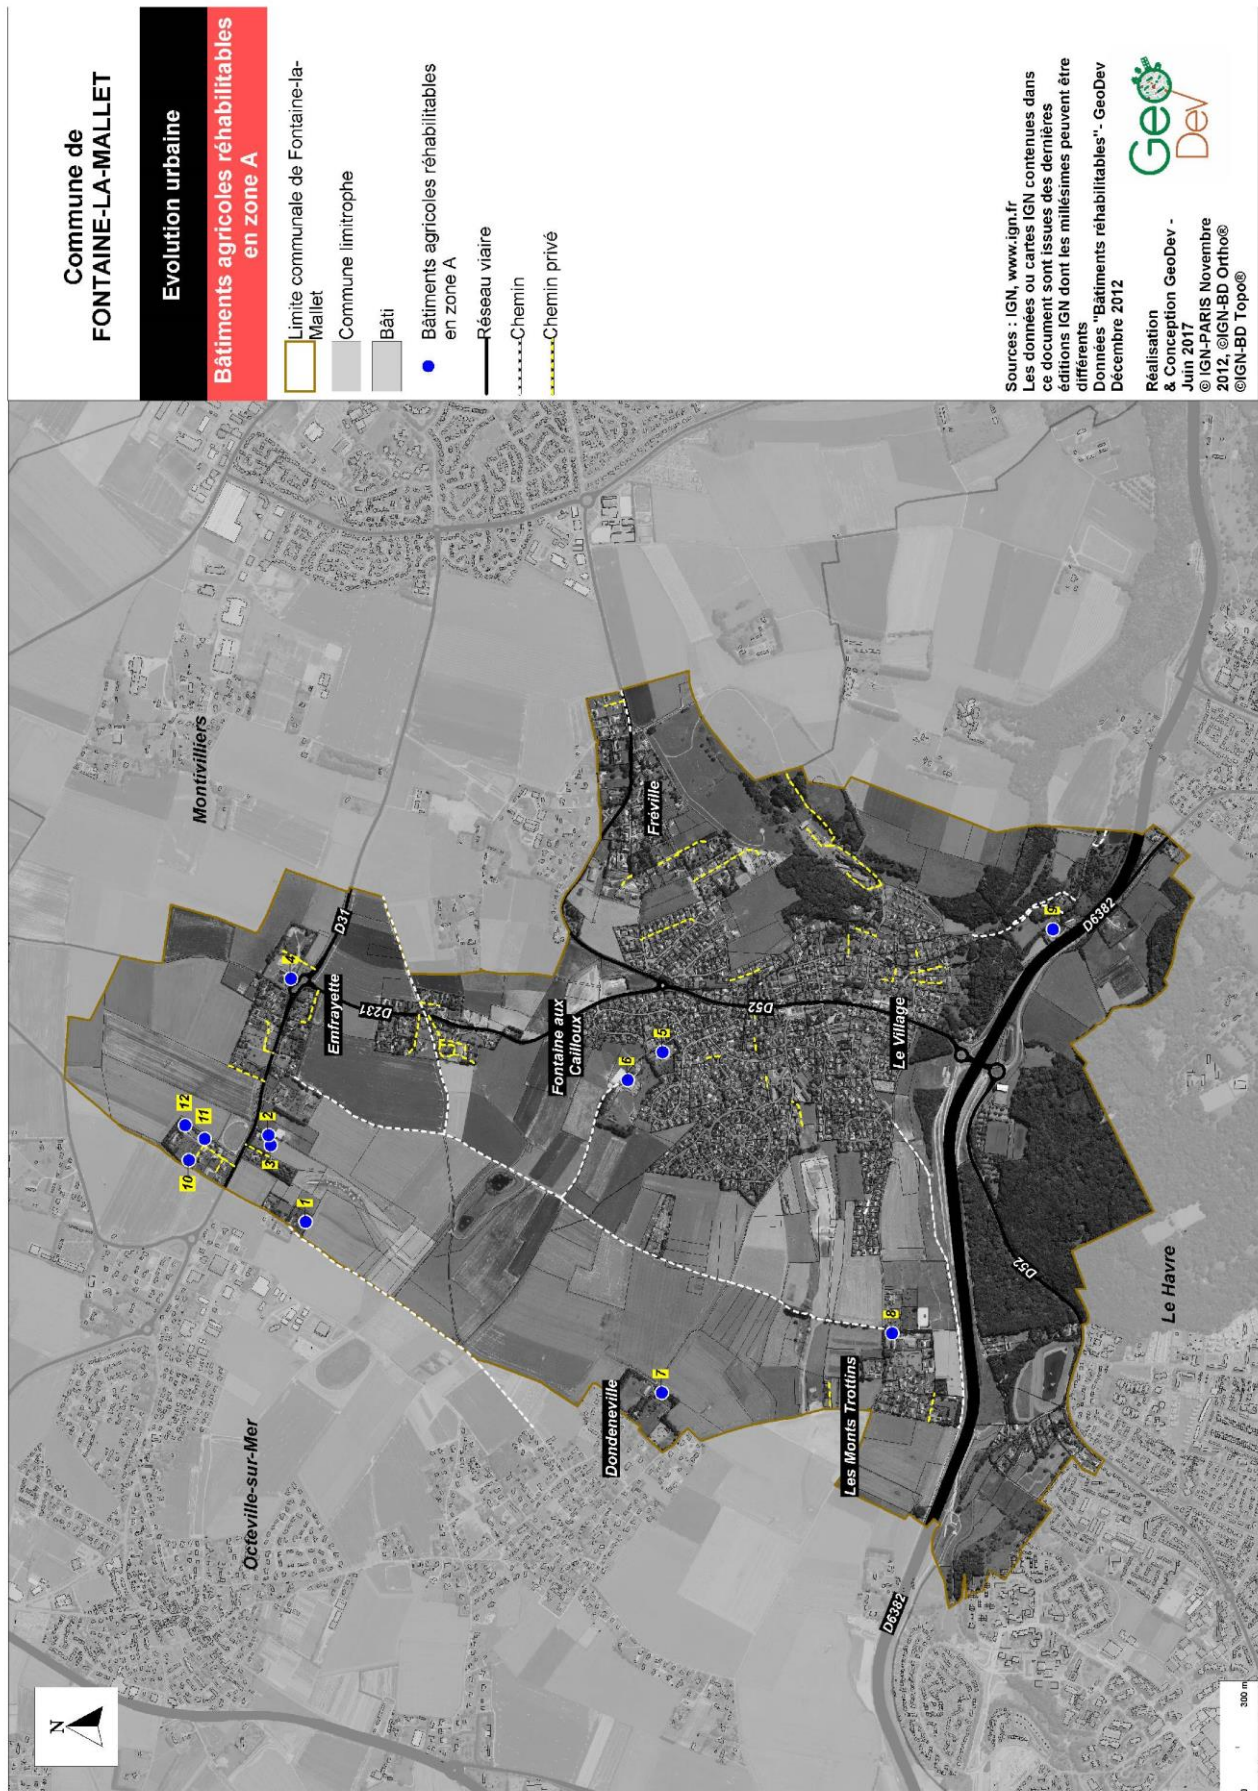 Commune de
FONTAINE-LA-MALLET
Evolution urbaine
Bâtiments agricoles réhabilitables
en zone A
Limite communale de Fontaine-la-
Mallet
Commune limitrophe
Bâti
Bâtiments agricoles réhabilitables
en zone A
Réseau viaire
Chemin
Chemin privé
Sources : IGN, www.ign.fr
Les données ou cartes IGN contenues dans
ce document sont issues des dernières
éditions IGN dont les millésimes peuvent être
différents
Données "Bâtiments réhabilitables"- GeoDev
Décembre 2012
Réalisation
& Conception GeoDev -
Juin 2017
© IGN-PARIS Novembre
2012, ©IGN-BD Ortho®
©IGN-BD Topo®
Geo
Dev
N
Octeville-sur-Mer
Montivilliers
10
11
12
3
2
1
4
D31
Emfrayette
D231
Fontaine aux
Cailloux
6
5
Fréville
Dondeneville
7
D52
Le Village
Les Monts Trottins
8
9
D6382
D6382
D52
Le Havre
300 m